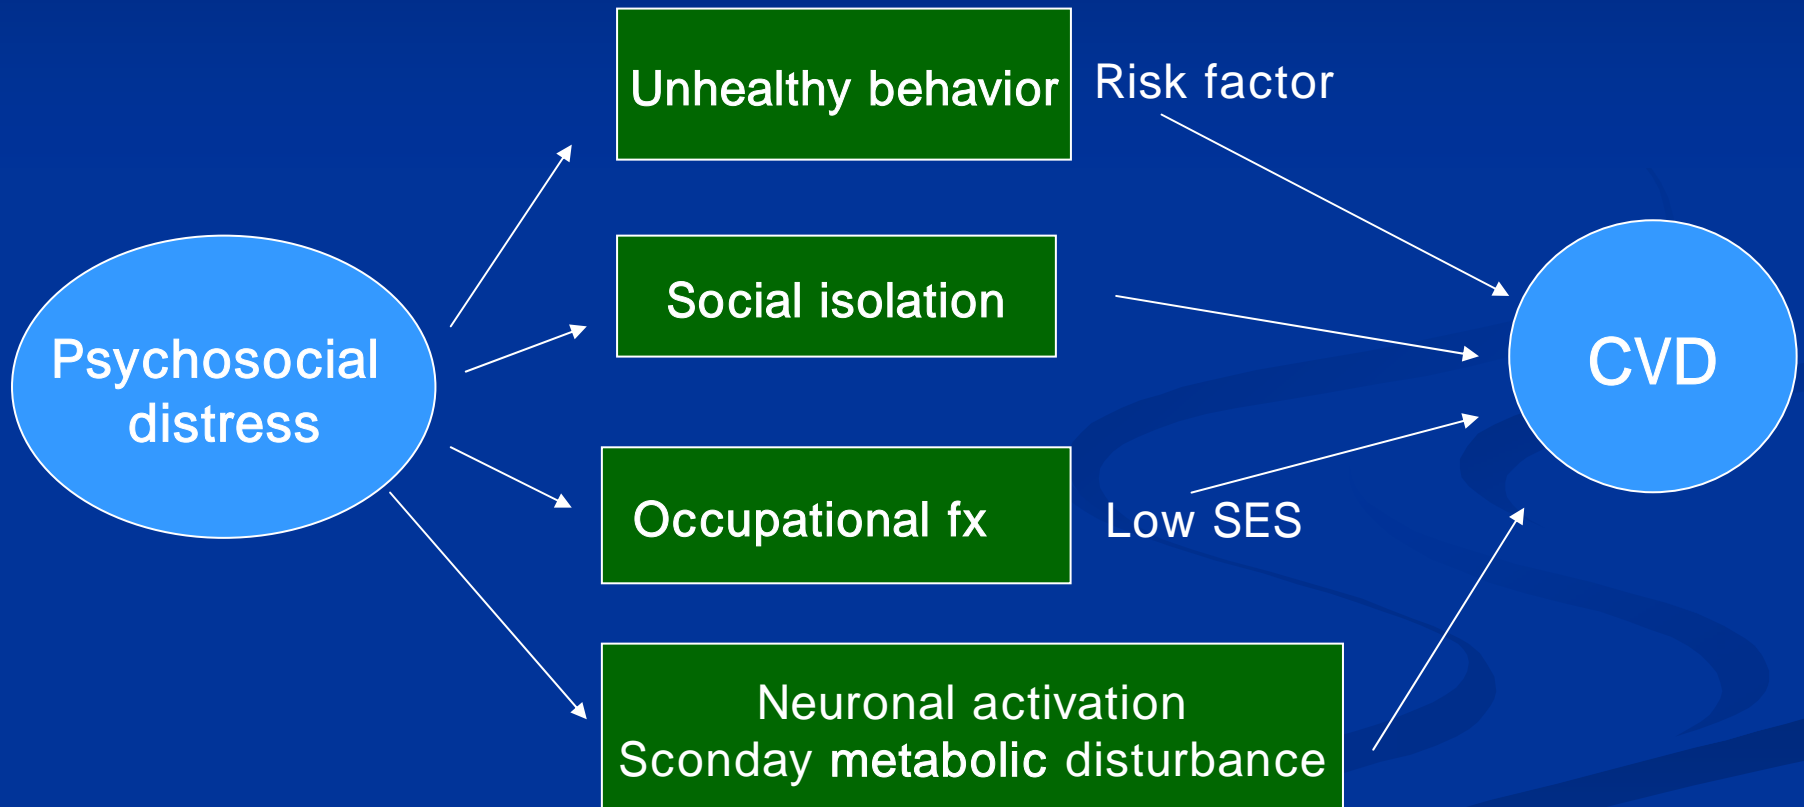 Unhealthy behavior
Risk factor
Social isolation
Psychosocial
distress
CVD
Occupational fx
Low SES
Neuronal activation
Sconday metabolic disturbance